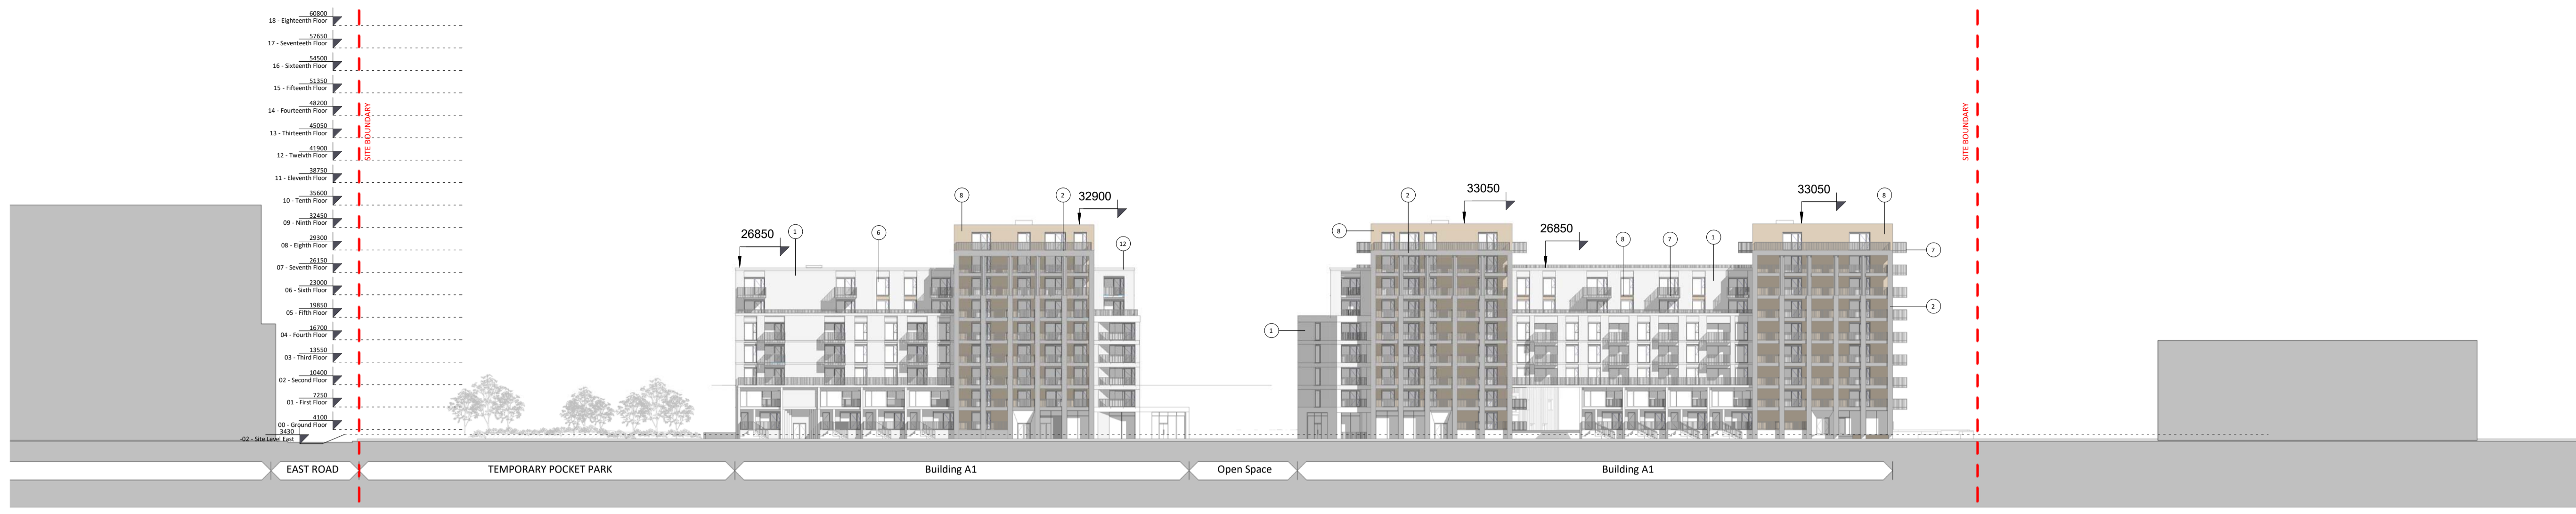 60800
18 - Eighteenth Floor
57650
17 - Seventeeth Floor
54500
16 - Sixteenth Floor
51350
15 - Fifteenth Floor
48200
14 - Fourteenth Floor
45050
13 - Thirteenth Floor
41900
12 - Twelvth Floor
38750
11 - Eleventh Floor
35600
10 - Tenth Floor
32450
09 - Ninth Floor
29300
08 - Eighth Floor
26150
07 - Seventh Floor
23000
06 - Sixth Floor
19850
05 - Fifth Floor
16700
04 - Fourth Floor
13550
03 - Third Floor
10400
02 - Second Floor
7250
01 - First Floor
4100
00 - Ground Floor
3430
-02 - Site Level East
SITE BOUNDARY
26850
1
6
8
2
32900
12
8
2
33050
26850
8
7
1
33050
8
7
2
1
SITE BOUNDARY
EAST ROAD
TEMPORARY POCKET PARK
Building A1
Open Space
Building A1